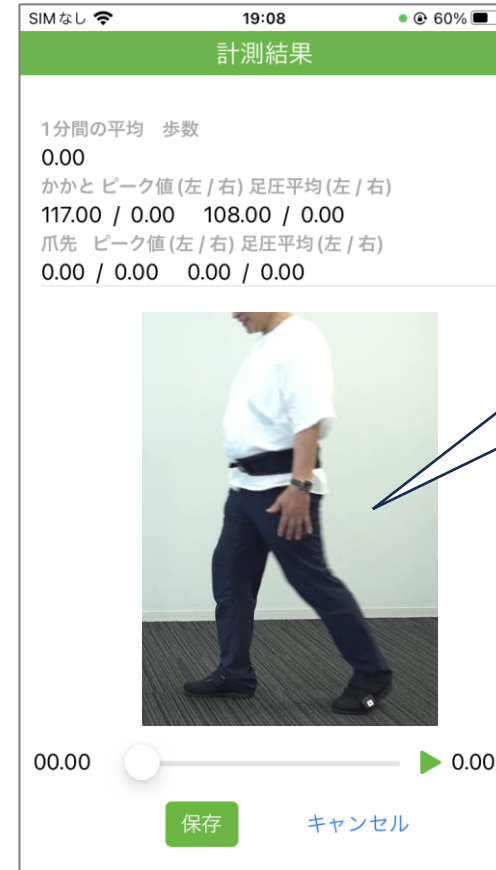 SIMなし 19:08 60%
計測結果
1分間の平均 歩数
0.00
かかと ピーク値 (左 / 右) 足圧平均 (左 / 右)
117.00 / 0.00 108.00 / 0.00
爪先 ピーク値 (左 / 右) 足圧平均 (左 / 右)
0.00 / 0.00 0.00 / 0.00
00.00 0.00
保存 キャンセル